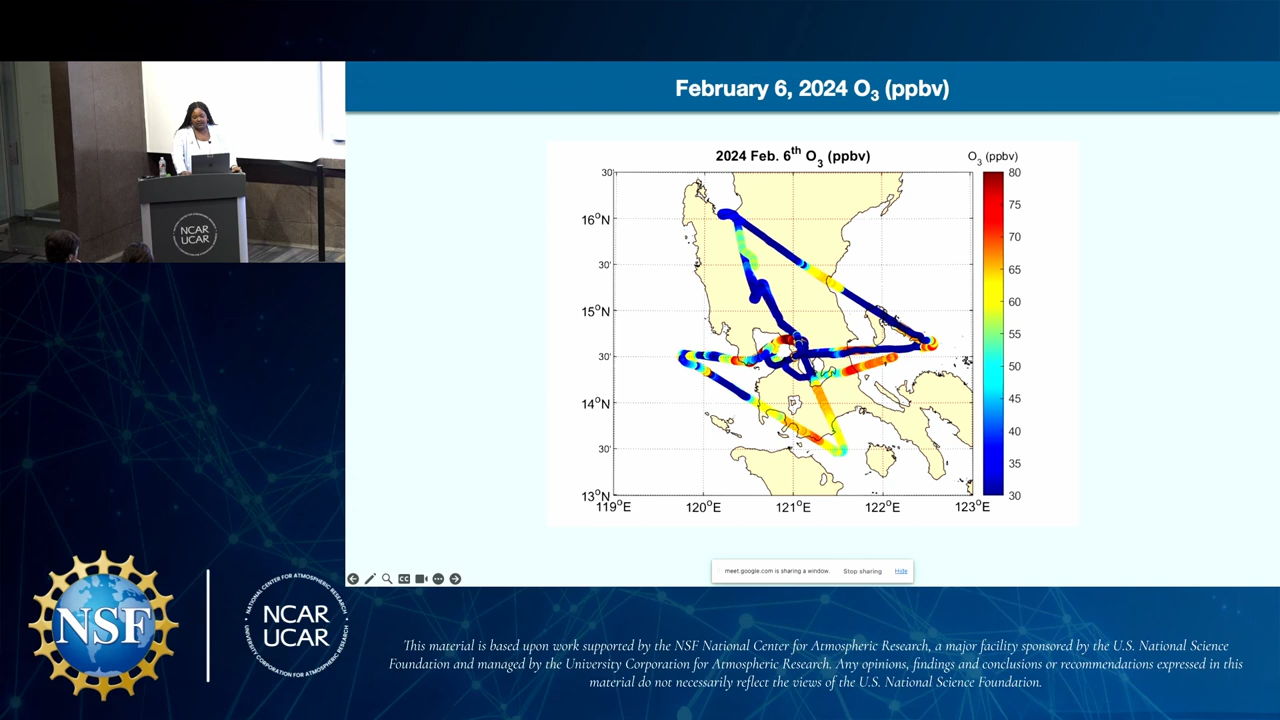 February 6, 2024 O3 (ppbv)
2024 Feb. 6th O3 (ppbv)
O3 (ppbv)
30'
16°N
30'
15°N
30'
14°N
30'
13°N
119°E
120°E
121°E
122°E
123°E
80
75
70
65
60
55
50
45
40
35
30
NCAR
UCAR
meet.google.com is sharing a window.
Stop sharing
Hide
CC
NSF
NATIONAL CENTER FOR ATMOSPHERIC RESEARCH
NCAR
UCAR
UNIVERSITY CORPORATION FOR ATMOSPHERIC RESEARCH
This material is based upon work supported by the NSF National Center for Atmospheric Research, a major facility sponsored by the U.S. National Science
Foundation and managed by the University Corporation for Atmospheric Research. Any opinions, findings and conclusions or recommendations expressed in this
material do not necessarily reflect the views of the U.S. National Science Foundation.